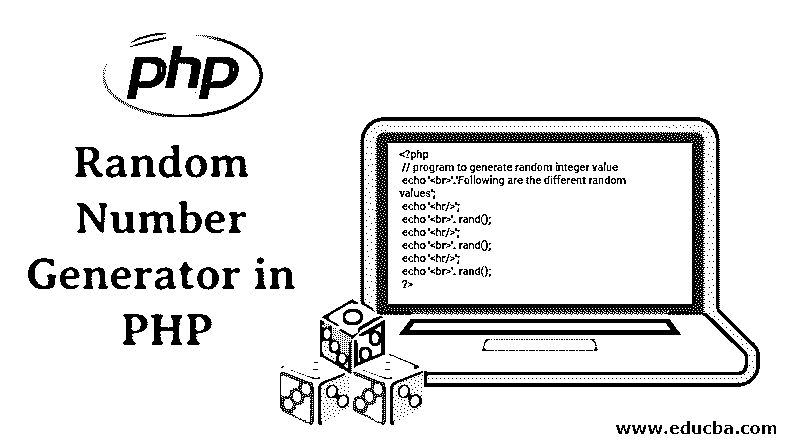 php
Random
Number
Generator in
PHP
<?php
// program to generate random integer value
echo '<br>'.'Following are the different random
values';
echo '<hr/>';
echo '<br>'. rand();
echo '<hr/>';
echo '<br>'. rand();
echo '<hr/>';
echo '<br>'. rand();
?>
www.educba.com